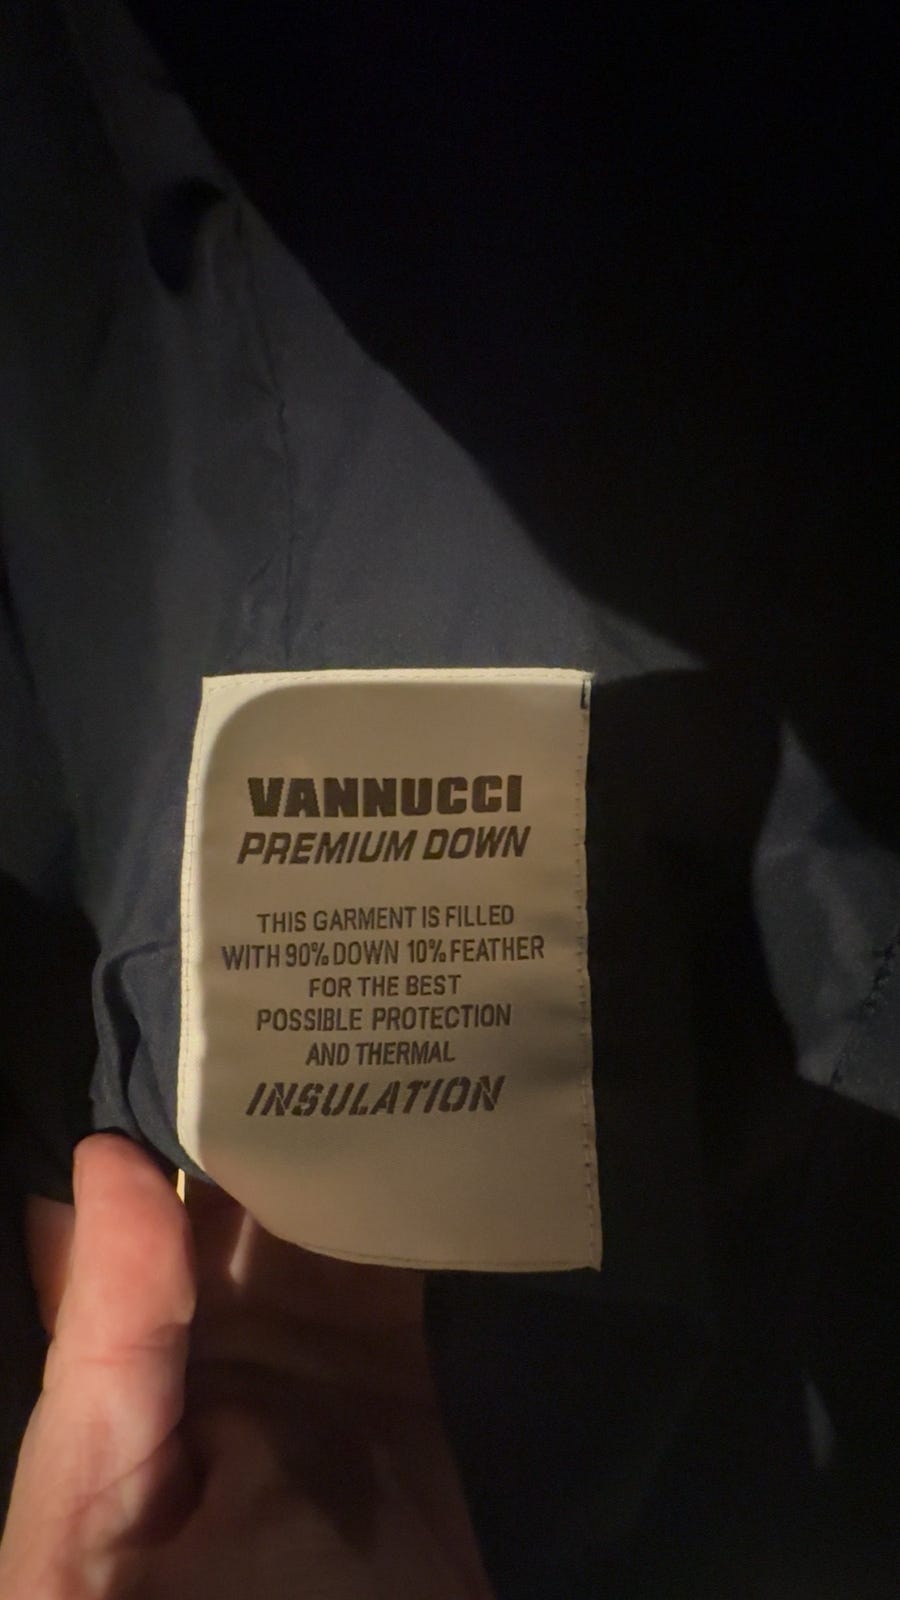 VANNUCCI
PREMIUM DOWN
THIS GARMENT IS FILLED
WITH 90% DOWN 10% FEATHER
FOR THE BEST
POSSIBLE PROTECTION
AND THERMAL
INSULATION